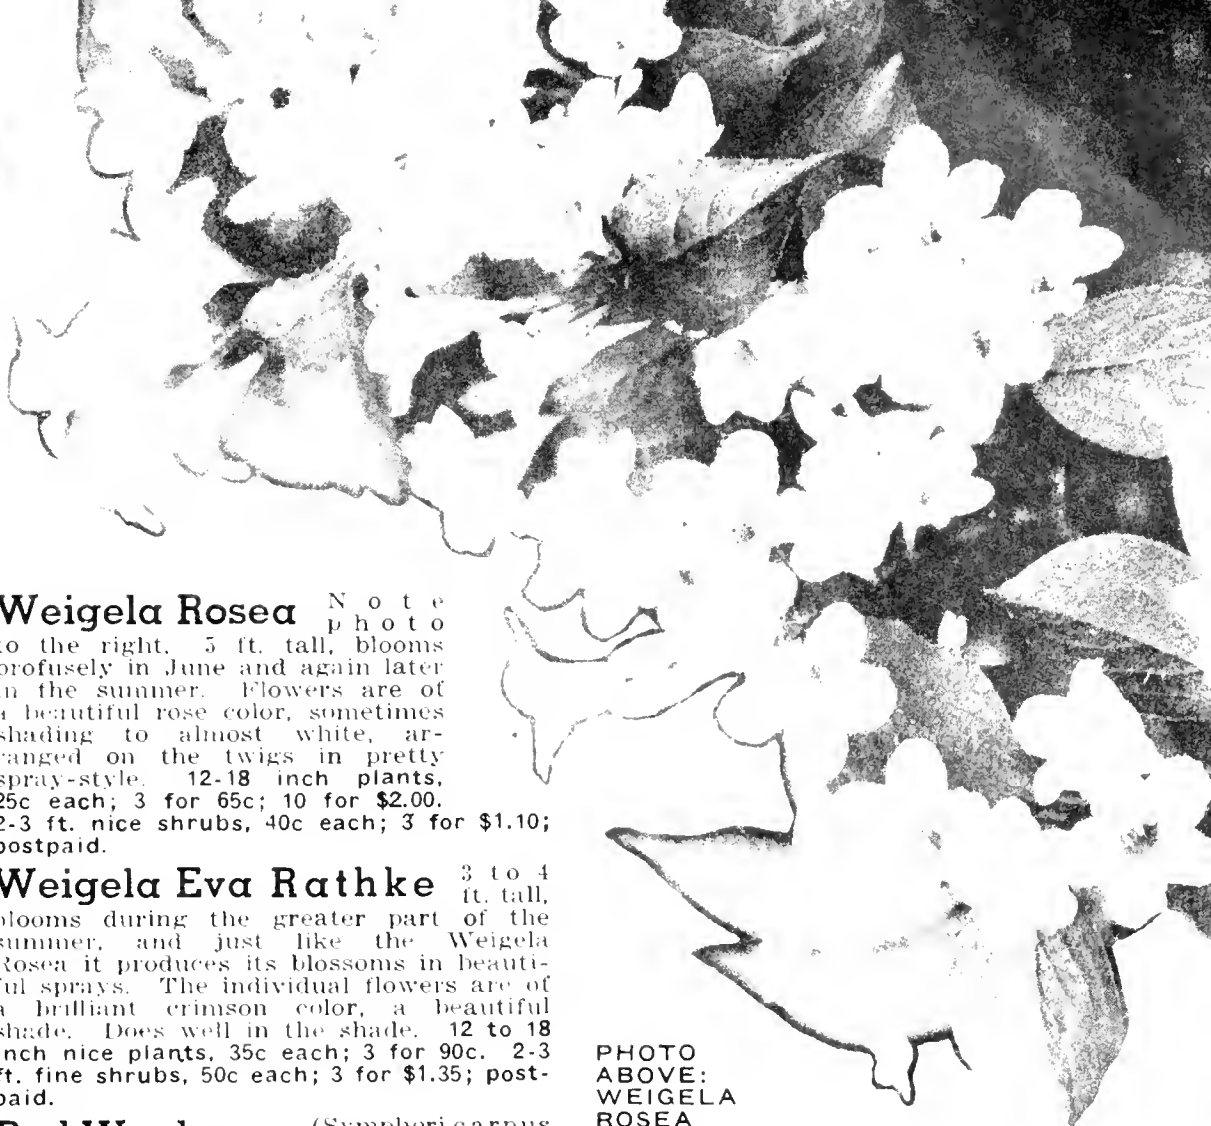 Weigela Rosea Note
photo
to the right. 5 ft. tall, blooms
profusely in June and again later
in the summer. Flowers are of
a beautiful rose color, sometimes
shading to almost white, ar-
ranged on the twigs in pretty
spray-style. 12-18 inch plants,
25c each; 3 for 65c; 10 for $2.00.
2-3 ft. nice shrubs, 40c each; 3 for $1.10;
postpaid.
Weigela Eva Rathke 3 to 4
ft. tall,
blooms during the greater part of the
summer, and just like the Weigela
Rosea it produces its blossoms in beauti-
ful sprays. The individual flowers are of
a brilliant crimson color, a beautiful
shade. Does well in the shade. 12 to 18
inch nice plants, 35c each; 3 for 90c. 2-3
ft. fine shrubs, 50c each; 3 for $1.35; post-
paid.
(Symphoricarpus
PHOTO
ABOVE:
WEIGELA
ROSEA